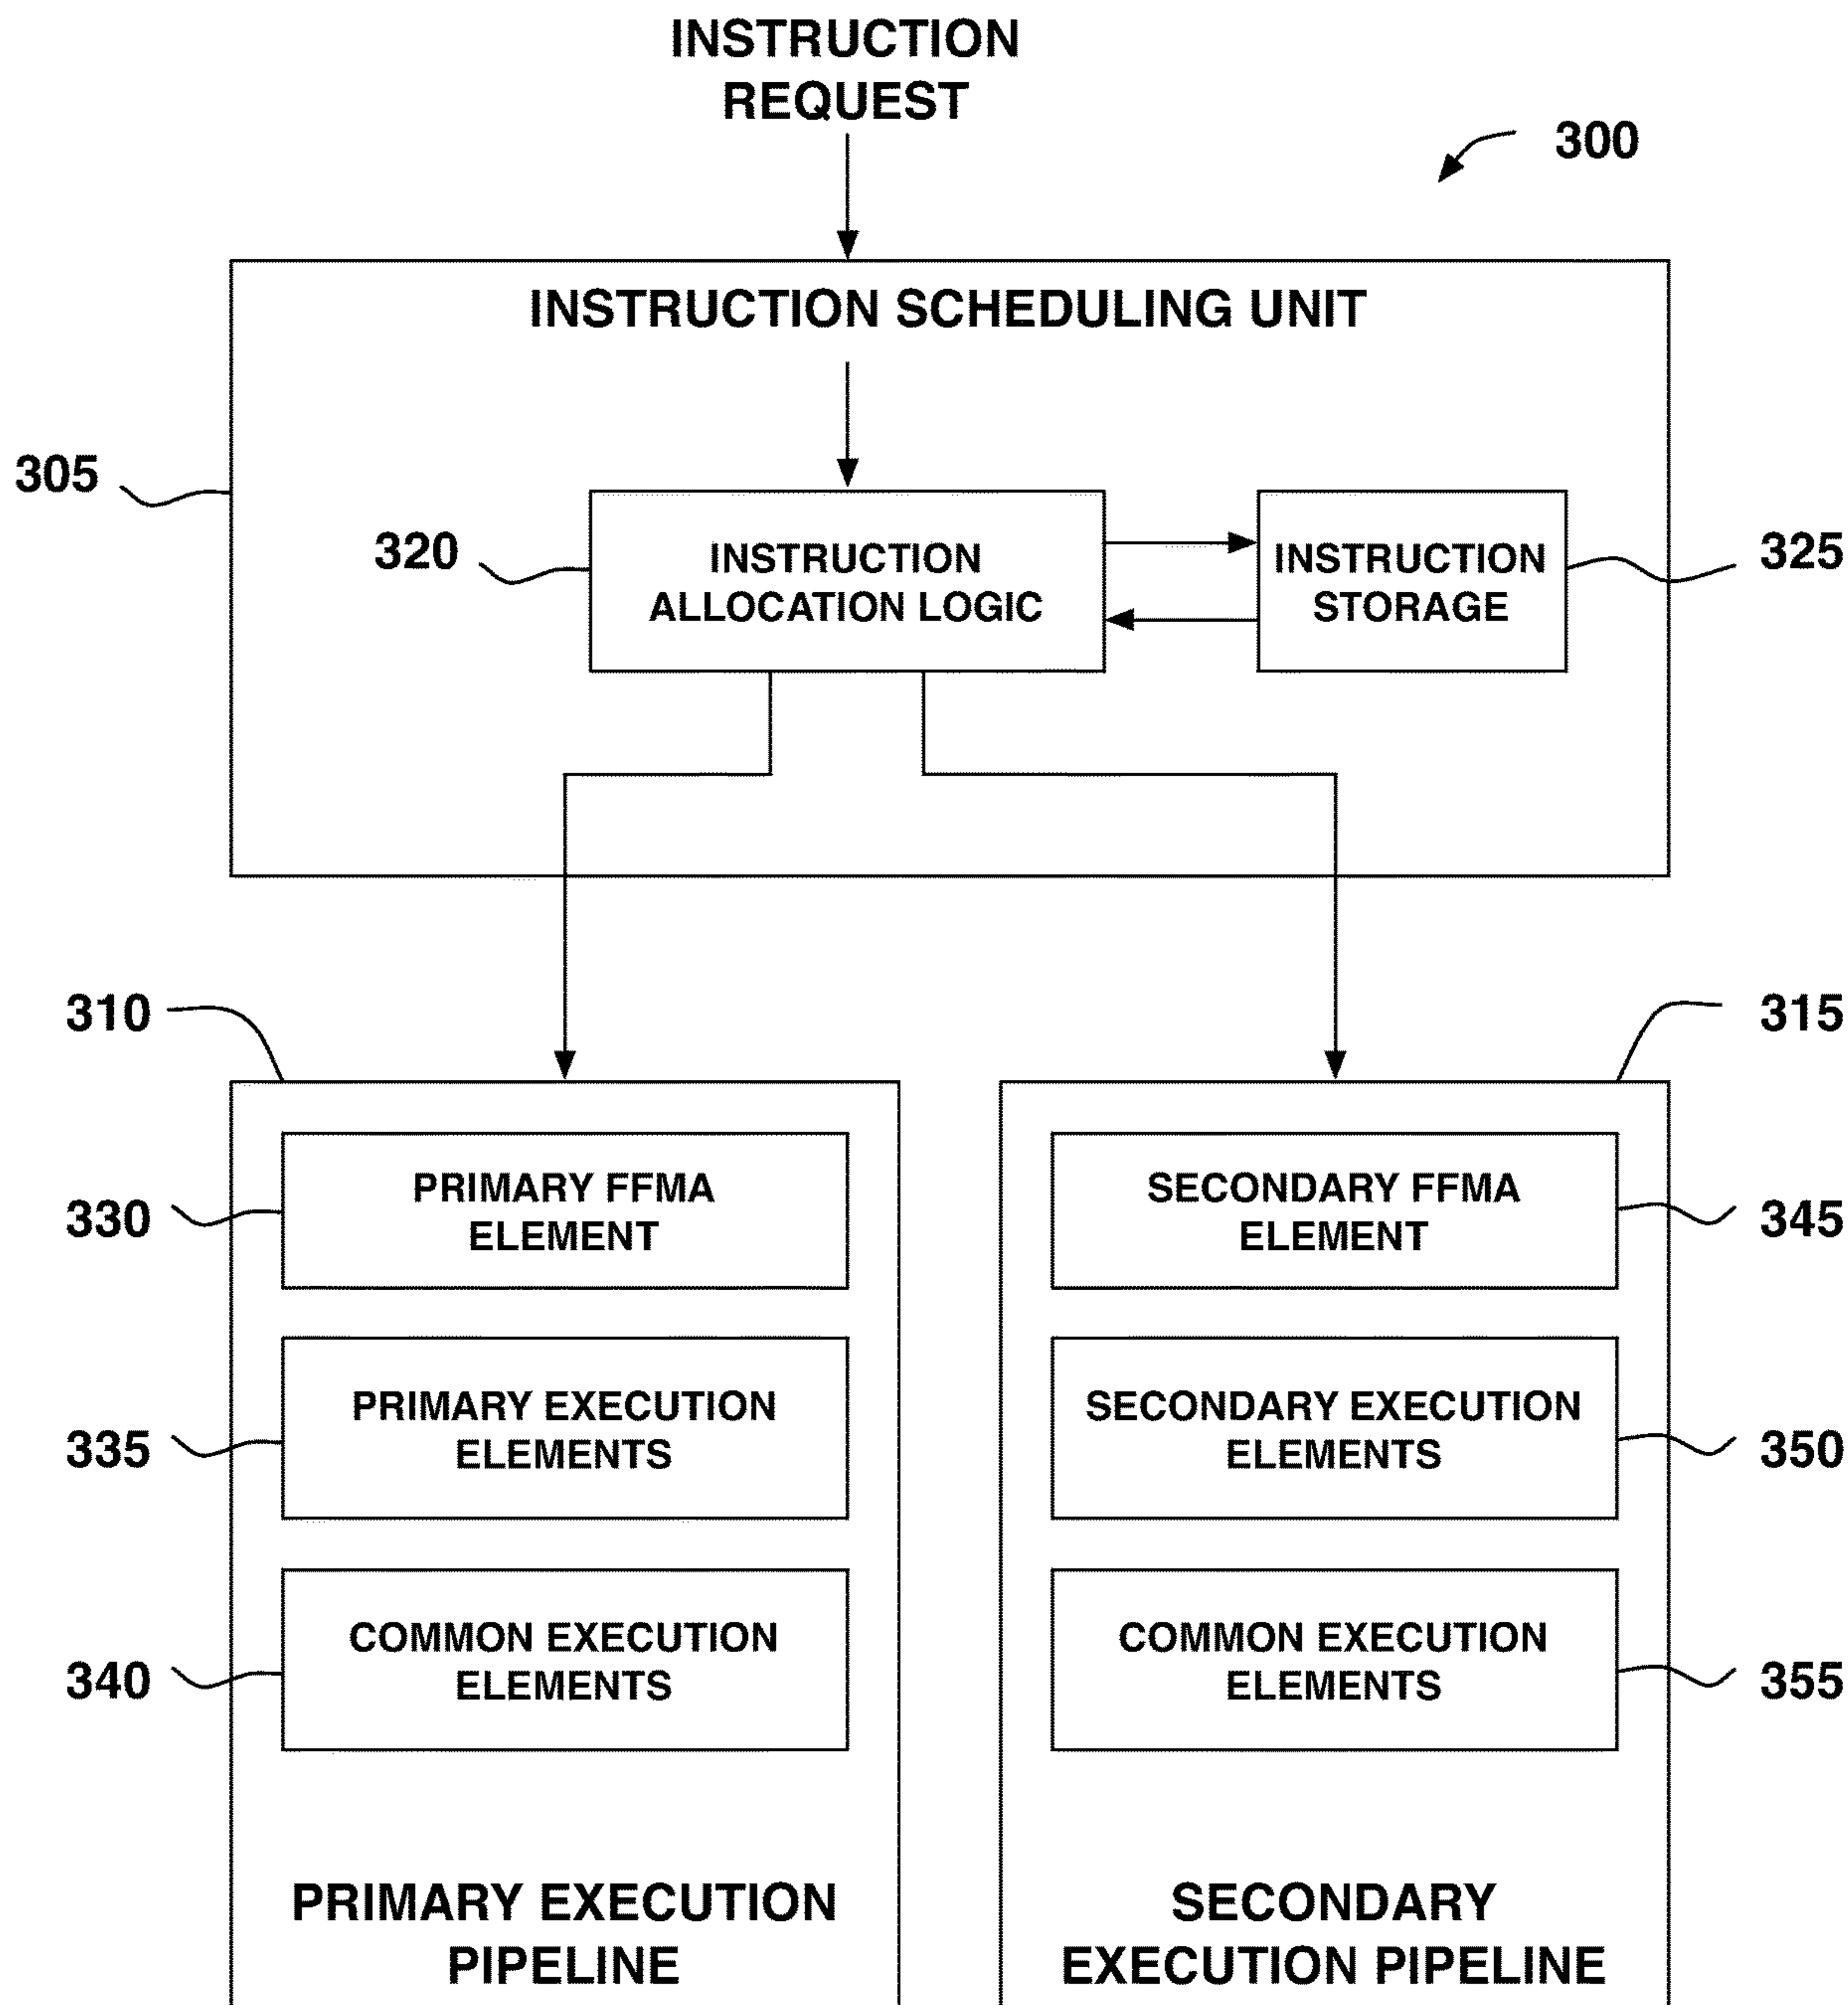 INSTRUCTION
REQUEST
300
INSTRUCTION SCHEDULING UNIT
305
320
INSTRUCTION
ALLOCATION LOGIC
INSTRUCTION
STORAGE
325
310
315
PRIMARY FFMA
ELEMENT
330
SECONDARY FFMA
ELEMENT
345
PRIMARY EXECUTION
ELEMENTS
335
SECONDARY EXECUTION
ELEMENTS
350
COMMON EXECUTION
ELEMENTS
340
COMMON EXECUTION
ELEMENTS
355
PRIMARY EXECUTION
PIPELINE
SECONDARY
EXECUTION PIPELINE